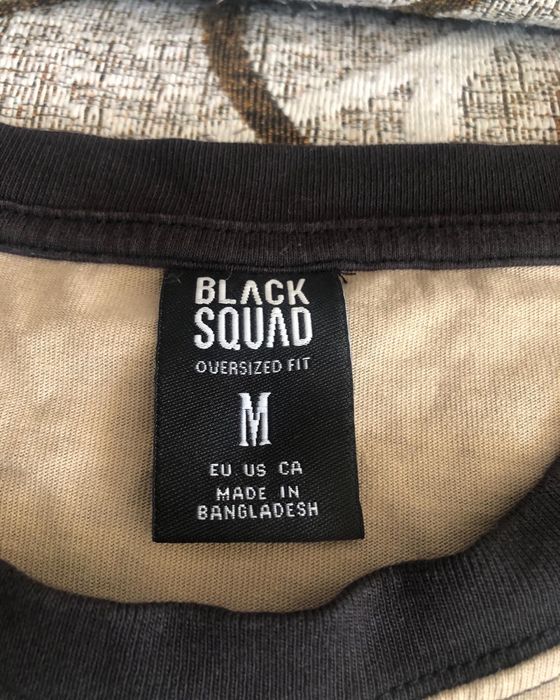 BLACK
SQUAD
OVERSIZED FIT
M
EU US CA
MADE IN
BANGLADESH